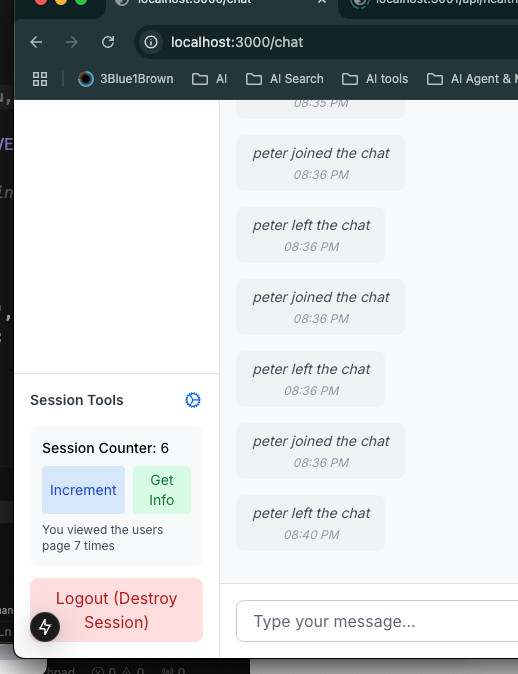 localhost:3000/chat
localhost:3001/api/health
localhost:3000/chat
3Blue1Brown
AI
AI Search
AI tools
AI Agent &
08:35 PM
peter joined the chat
08:36 PM
peter left the chat
08:36 PM
peter joined the chat
08:36 PM
peter left the chat
08:36 PM
peter joined the chat
08:36 PM
peter left the chat
08:40 PM
Session Tools
Session Counter: 6
Increment
Get
Info
You viewed the users
page 7 times
Logout (Destroy
Session)
Type your message...